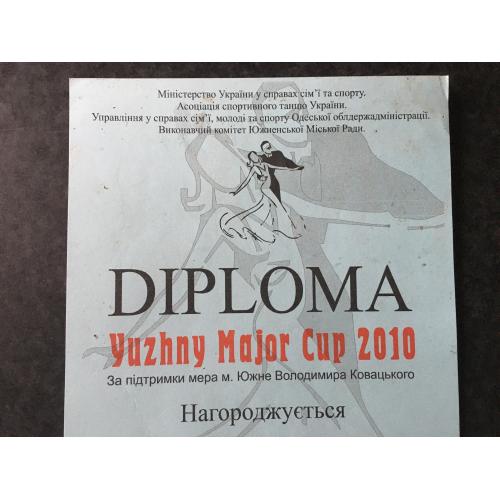 Міністерство України у справах сім'ї та спорту.
Асоціація спортивного танцю України.
Управління у справах сім'ї, молоді та спорту Одеської облдержадміністрації.
Виконавчий комітет Южненської Міської Ради.
DIPLOMA
Yuzhny Major Cup 2010
За підтримки мера м. Южне Володимира Ковацького
Нагороджується